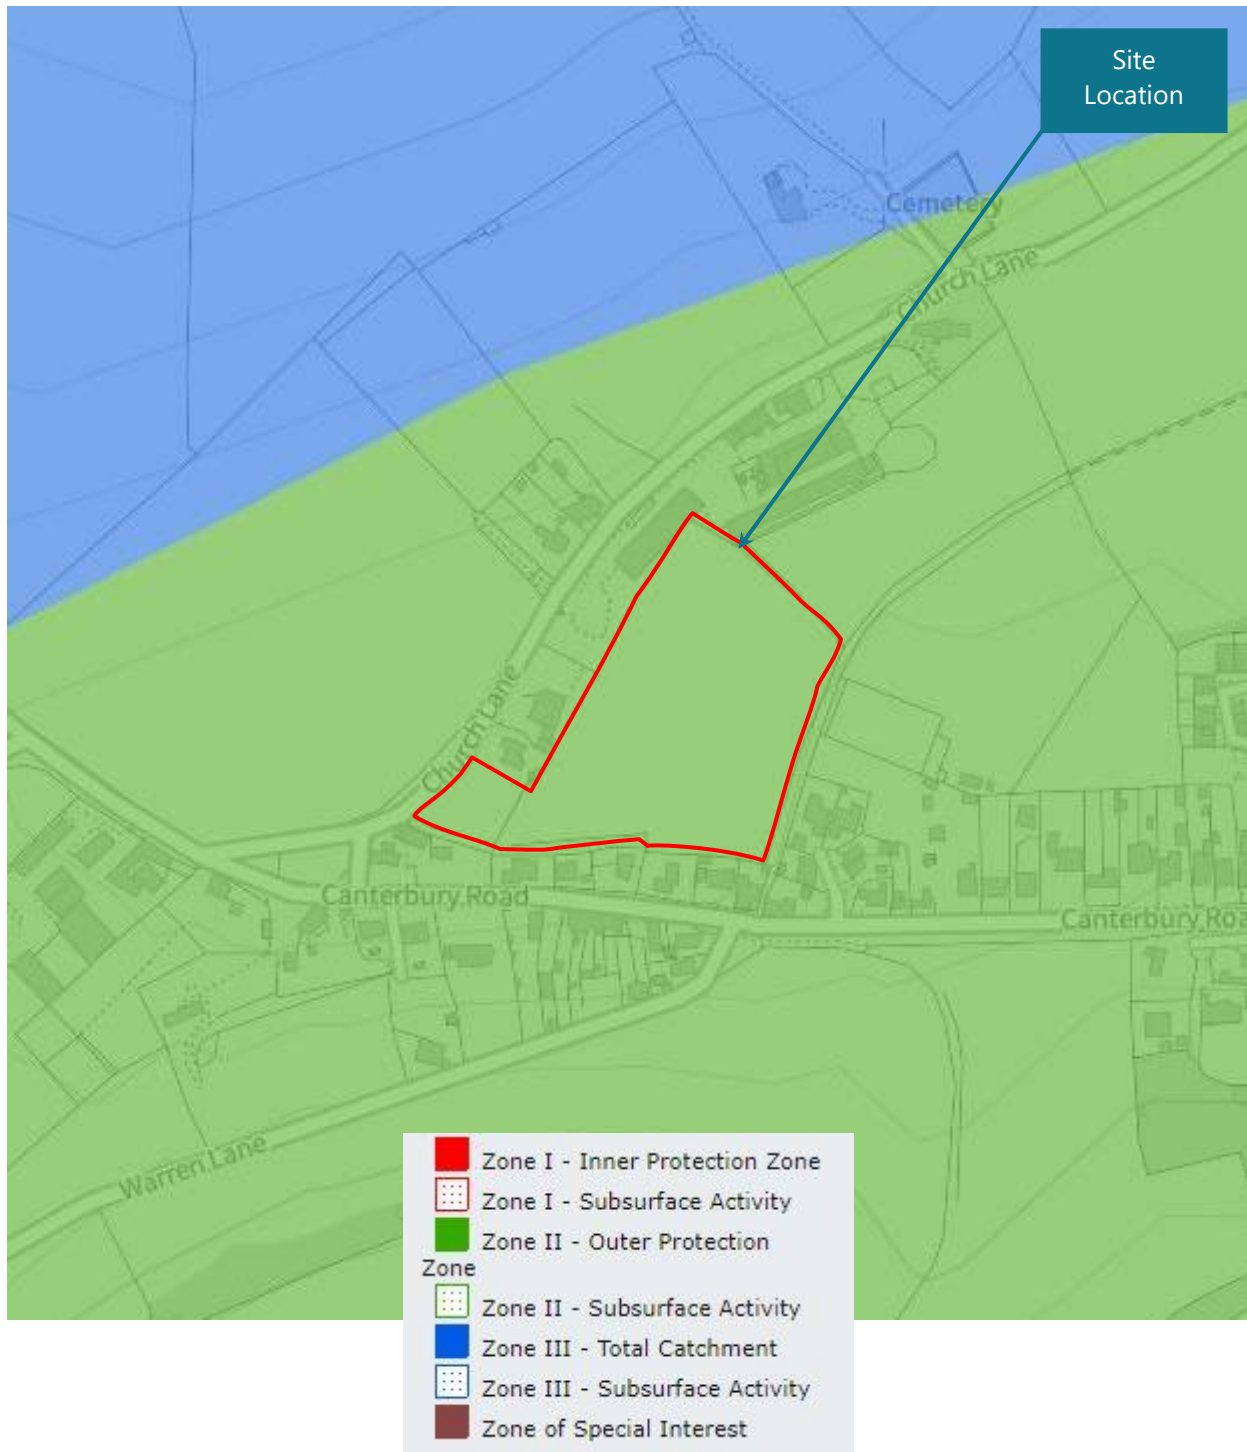 Site
Location
Cemetery
Church Lane
Church Lane
Canterbury Road
Canterbury Roa
Warren Lane
Zone I - Inner Protection Zone
Zone I - Subsurface Activity
Zone II - Outer Protection
Zone
Zone II - Subsurface Activity
Zone III - Total Catchment
Zone III - Subsurface Activity
Zone of Special Interest